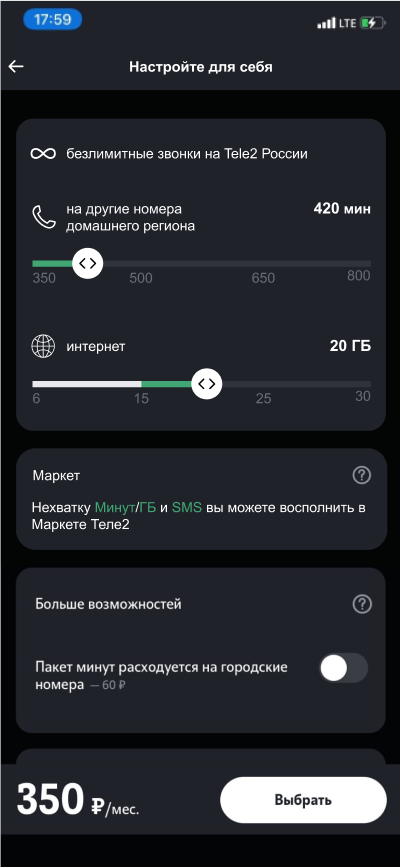 17:59
LTE
Настройте для себя
безлимитные звонки на Tele2 России
на другие номера
домашнего региона
420 мин
350 500 650 800
интернет
20 ГБ
6 15 25 30
Маркет
?
Нехватку Минут/ГБ и SMS вы можете восполнить в
Маркете Теле2
Больше возможностей
?
Пакет минут расходуется на городские
номера — 60 ₽
350 ₽/мес.
Выбрать